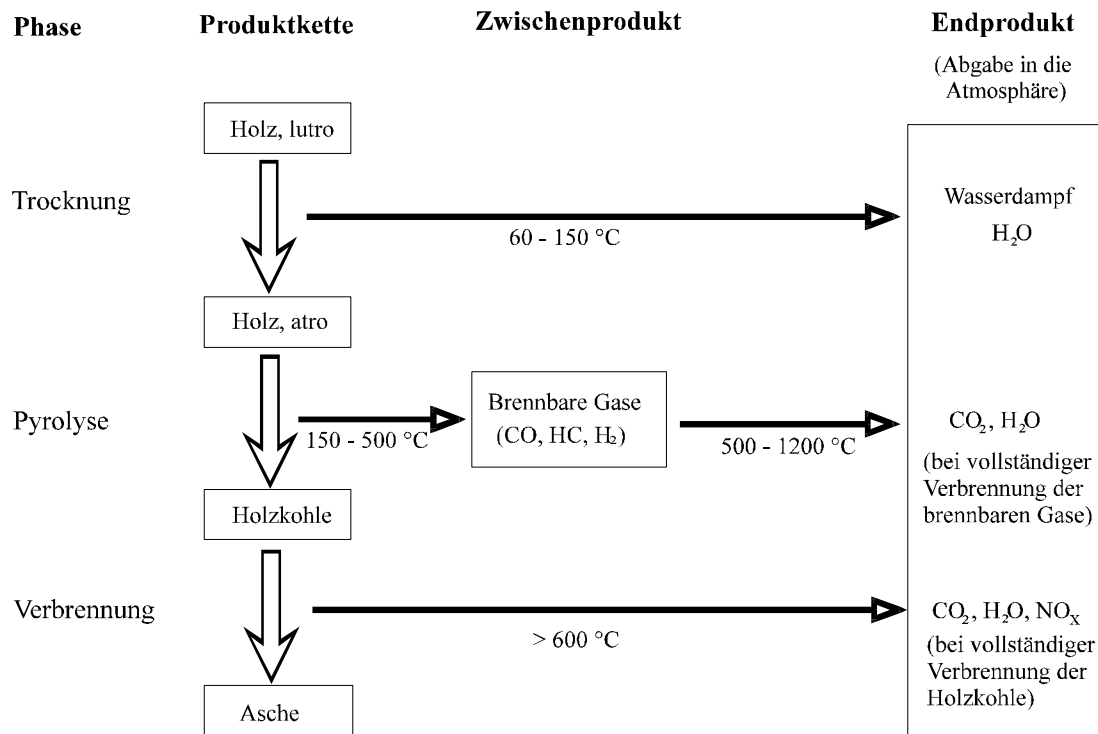 Phase Produktkette Zwischenprodukt Endprodukt
(Abgabe in die
Atmosphäre)
Holz, lutro
Trocknung
60 - 150 °C
Wasserdampf
H₂O
Holz, atro
Pyrolyse
150 - 500 °C
Brennbare Gase
(CO, HC, H₂)
500 - 1200 °C
CO₂, H₂O
(bei vollständiger
Verbrennung der
brennbaren Gase)
Holzkohle
Verbrennung
> 600 °C
CO₂, H₂O, NOₓ
(bei vollständiger
Verbrennung der
Holzkohle)
Asche